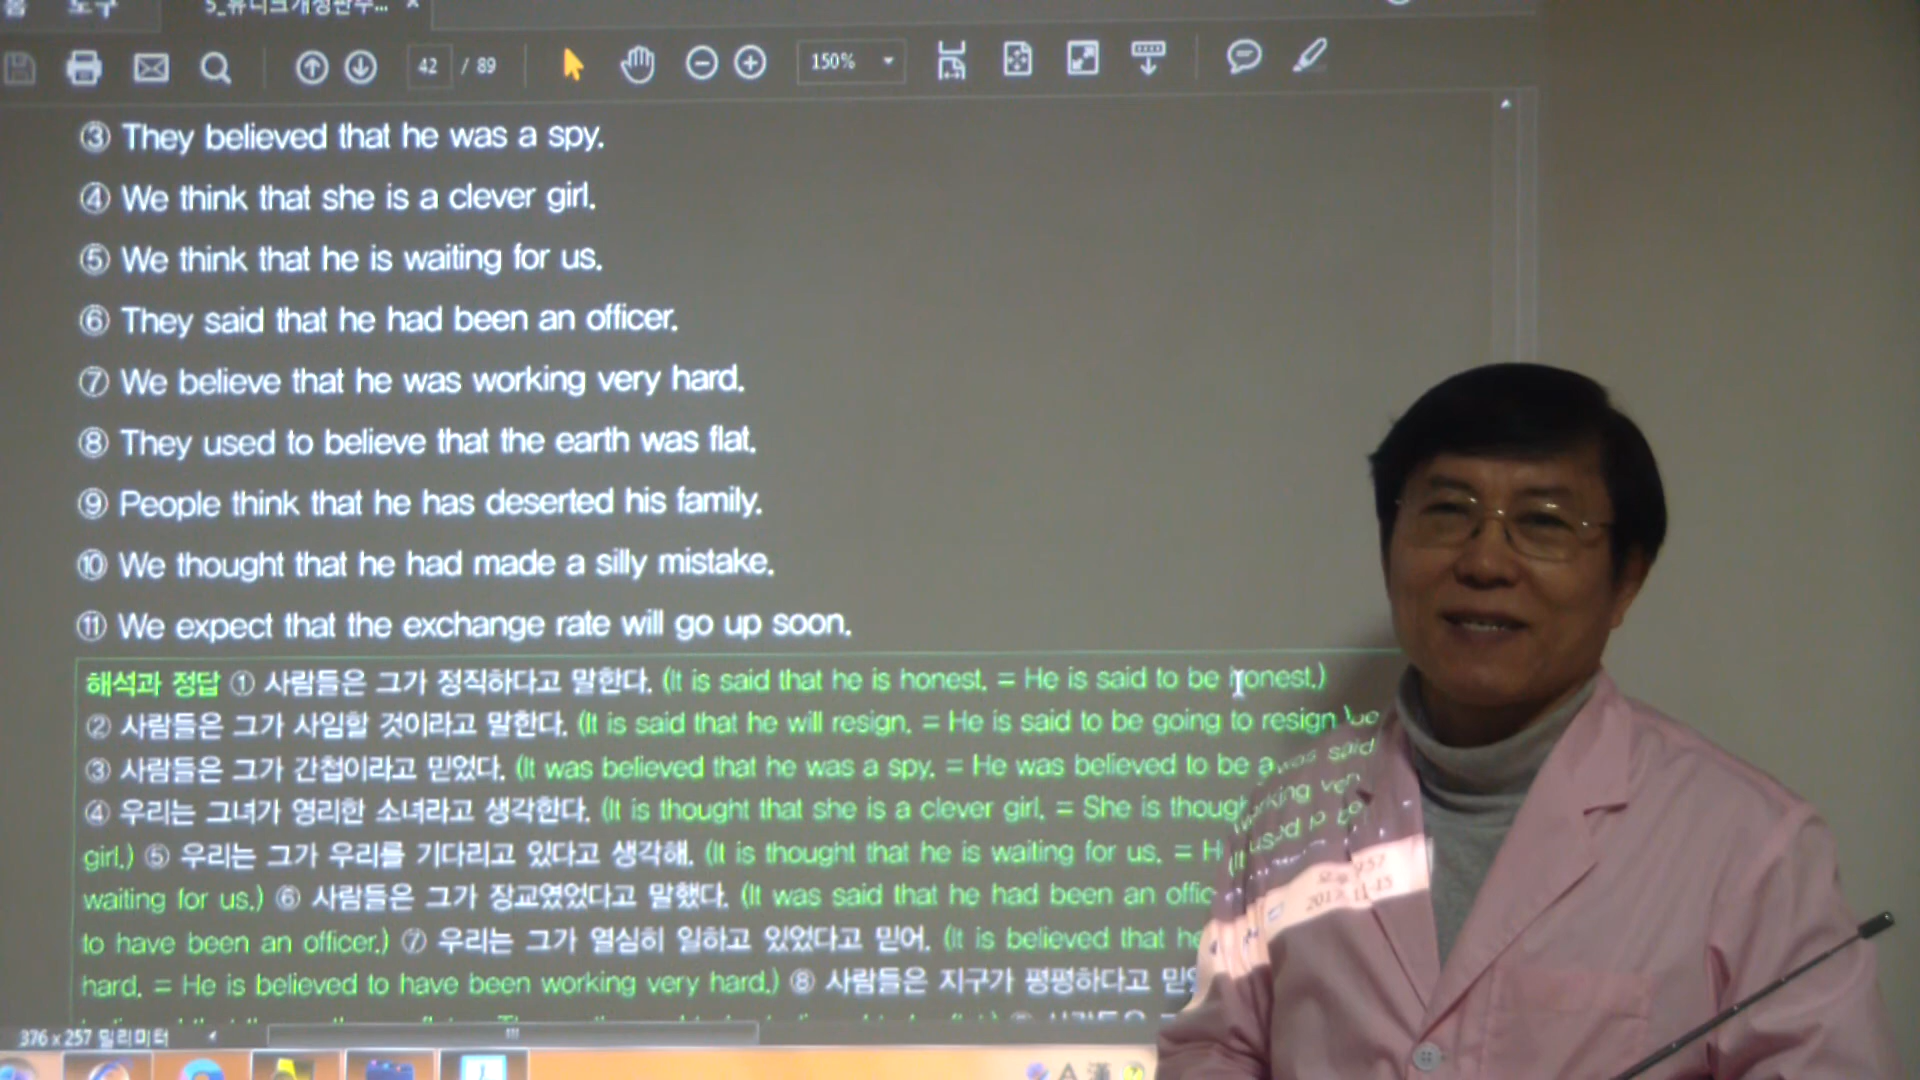 홈 도구
42 / 89
150%
③ They believed that he was a spy.
④ We think that she is a clever girl.
⑤ We think that he is waiting for us.
⑥ They said that he had been an officer.
⑦ We believe that he was working very hard.
⑧ They used to believe that the earth was flat.
⑨ People think that he has deserted his family.
⑩ We thought that he had made a silly mistake.
⑪ We expect that the exchange rate will go up soon.
해석과 정답 ① 사람들은 그가 정직하다고 말한다. (It is said that he is honest. = He is said to be honest.)
② 사람들은 그가 사임할 것이라고 말한다. (It is said that he will resign. = He is said to be going to resign.)
③ 사람들은 그가 간첩이라고 믿었다. (It was believed that he was a spy. = He was believed to be a
④ 우리는 그녀가 영리한 소녀라고 생각한다. (It is thought that she is a clever girl. = She is though
girl.) ⑤ 우리는 그가 우리를 기다리고 있다고 생각해. (It is thought that he is waiting for us. = H
waiting for us.) ⑥ 사람들은 그가 장교였었다고 말했다. (It was said that he had been an offic
to have been an officer.) ⑦ 우리는 그가 열심히 일하고 있었다고 믿어. (It is believed that he
hard. = He is believed to have been working very hard.) ⑧ 사람들은 지구가 평평하다고
376 x 257 밀리미터
A 漢